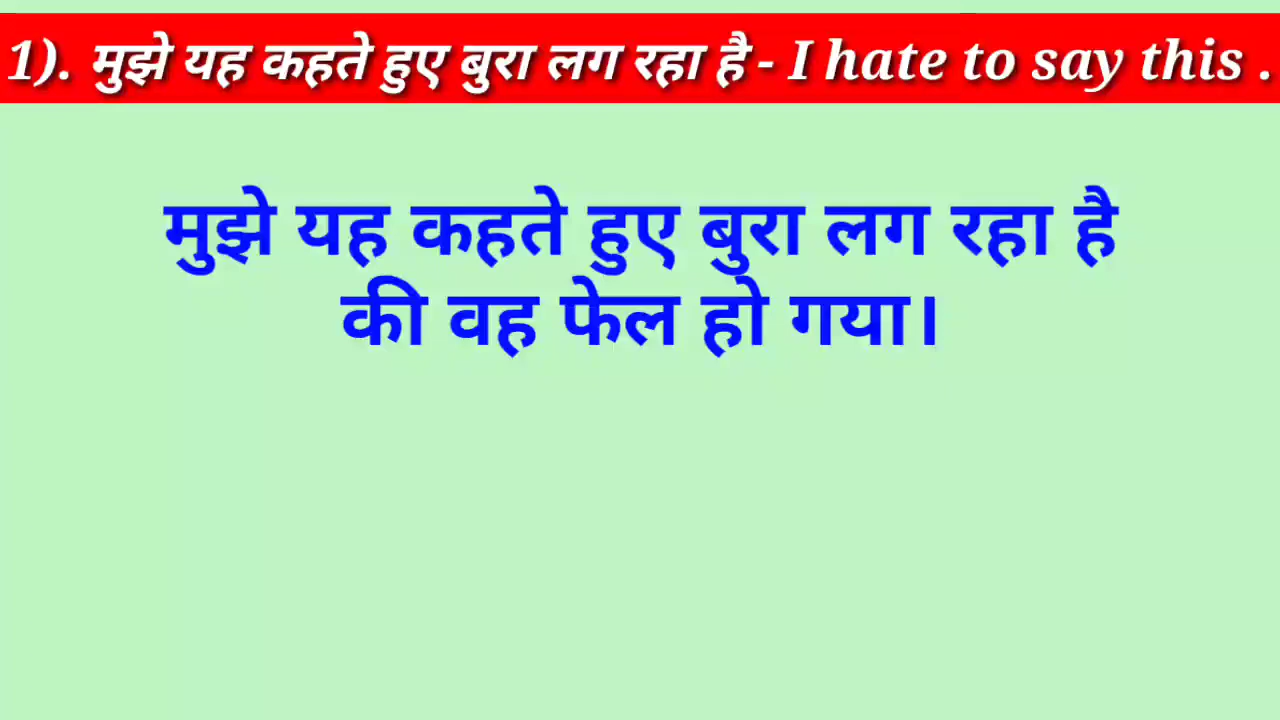 1). मुझे यह कहते हुए बुरा लग रहा है - I hate to say this .
मुझे यह कहते हुए बुरा लग रहा है
की वह फेल हो गया।